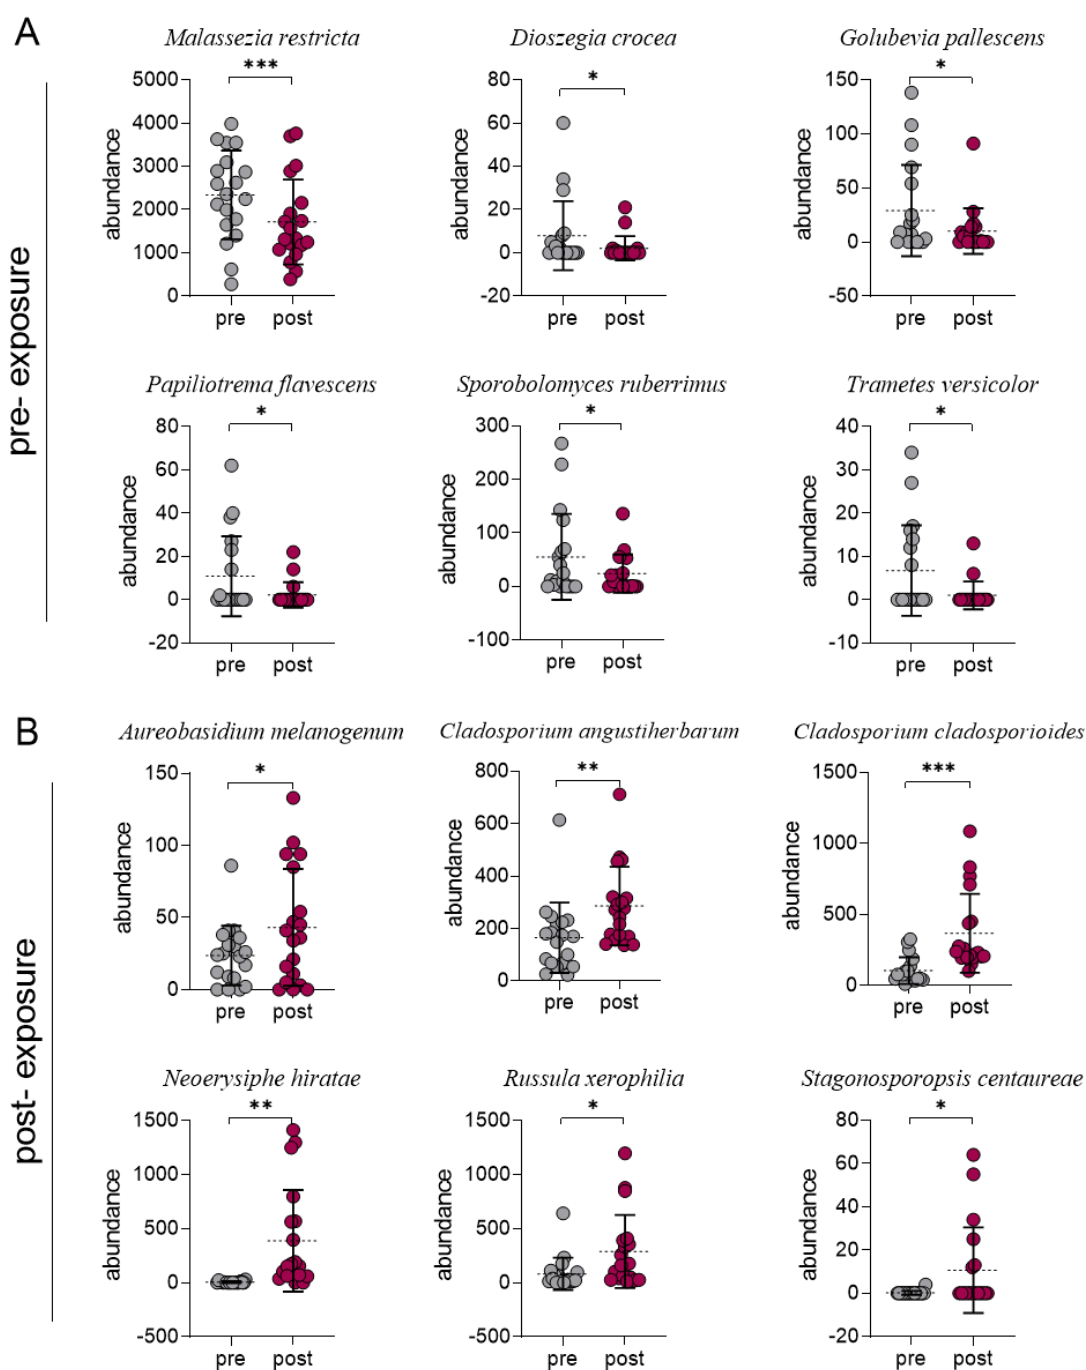 A
pre- exposure
Malassezia restricta
***
abundance
5000
4000
3000
2000
1000
0
pre post
Dioszegia crocea
*
abundance
80
60
40
20
0
-20
pre post
Golubevia pallescens
*
abundance
150
100
50
0
-50
pre post
Papiliotrema flavescens
*
abundance
80
60
40
20
0
-20
pre post
Sporobolomyces ruberrimus
*
abundance
300
200
100
0
-100
pre post
Trametes versicolor
*
abundance
40
30
20
10
0
-10
pre post
B
post- exposure
Aureobasidium melanogenum
*
abundance
150
100
50
0
pre post
Cladosporium angustiherbarum
**
abundance
800
600
400
200
0
pre post
Cladosporium cladosporioides
***
abundance
1500
1000
500
0
pre post
Neoerysiphe hiratae
**
abundance
1500
1000
500
0
-500
pre post
Russula xerophilia
*
abundance
1500
1000
500
0
-500
pre post
Stagonosporopsis centaureae
*
abundance
80
60
40
20
0
-20
pre post